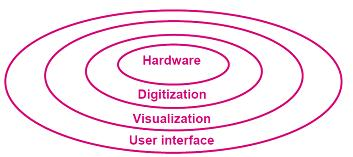 Hardware
Digitization
Visualization
User interface